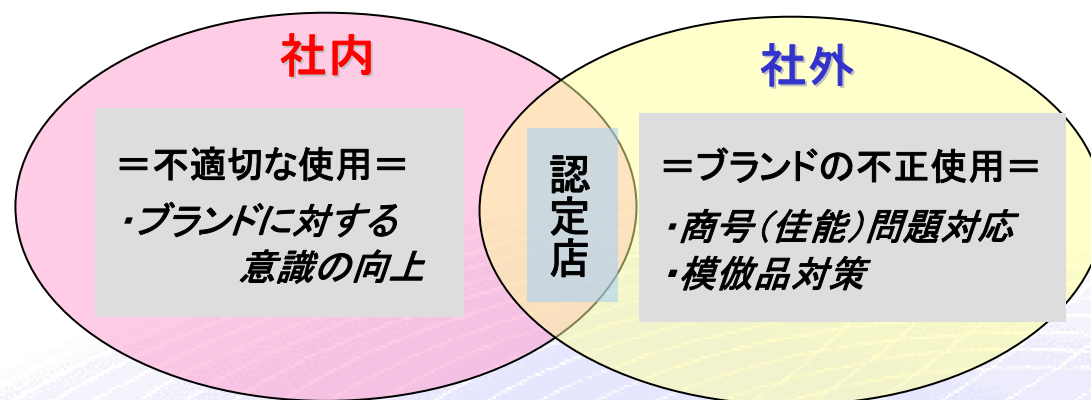 社内
＝不適切な使用＝
・ブランドに対する
意識の向上
認定店
社外
＝ブランドの不正使用＝
・商号（佳能）問題対応
・模倣品対策